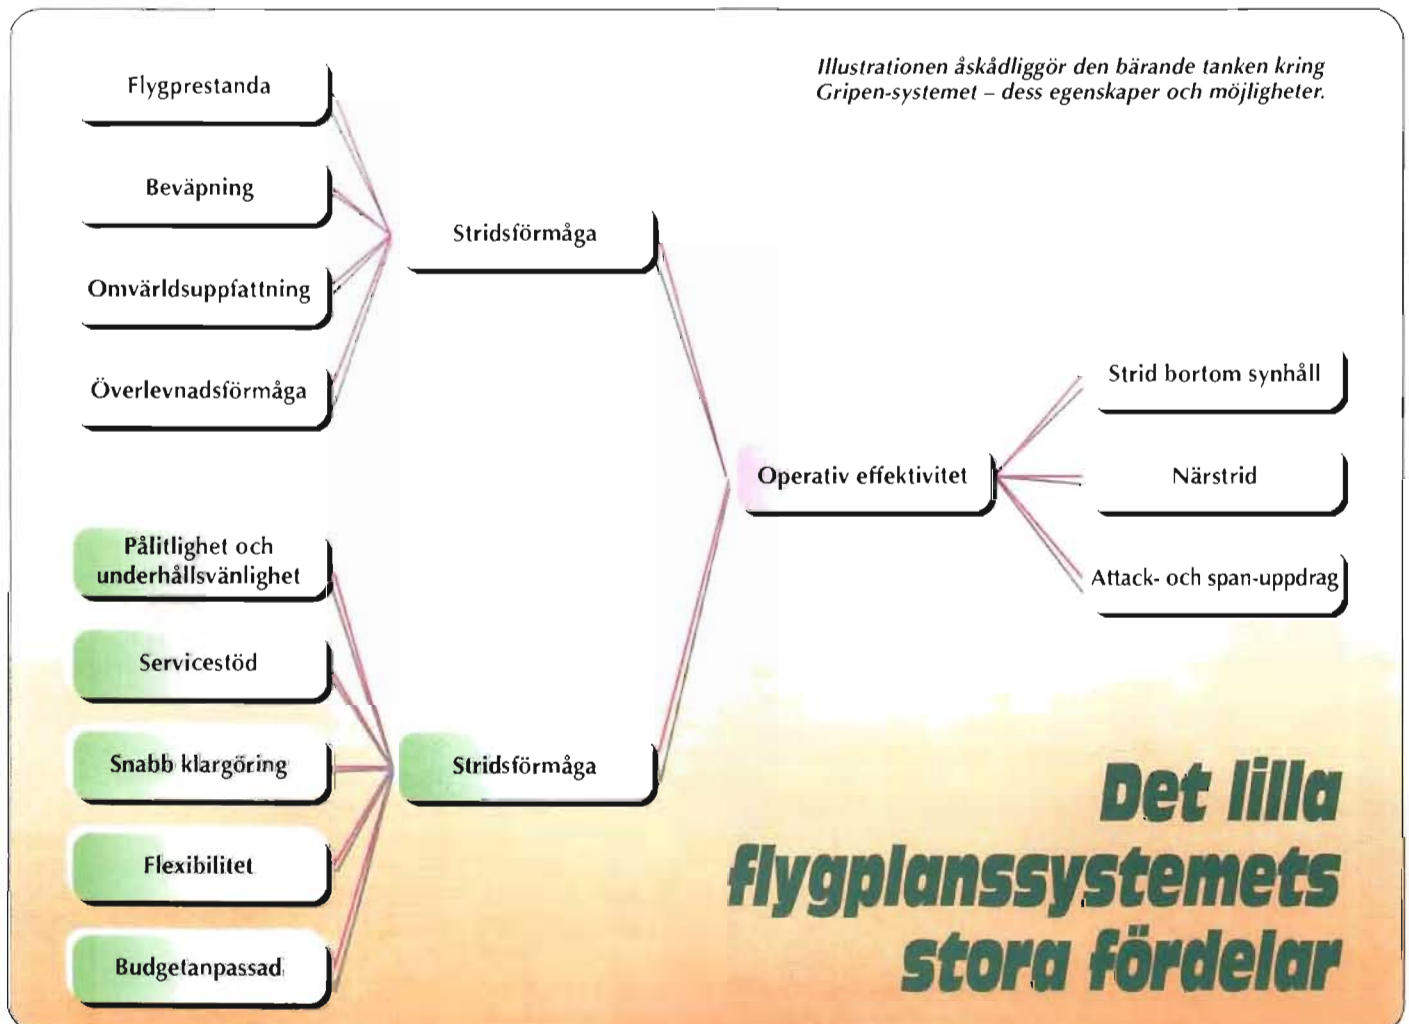 Illustrationen åskådliggör den bärande tanken kring
Gripen-systemet – dess egenskaper och möjligheter.
Flygprestanda
Beväpning
Omvärldsuppfattning
Överlevnadsförmåga
Stridsförmåga
Pålitlighet och
underhållsvänlighet
Servicestöd
Snabb klargöring
Flexibilitet
Budgetanpassad
Stridsförmåga
Operativ effektivitet
Strid bortom synhåll
Närstrid
Attack- och span-uppdrag
Det lilla
flygplanssystemets
stora fördelar